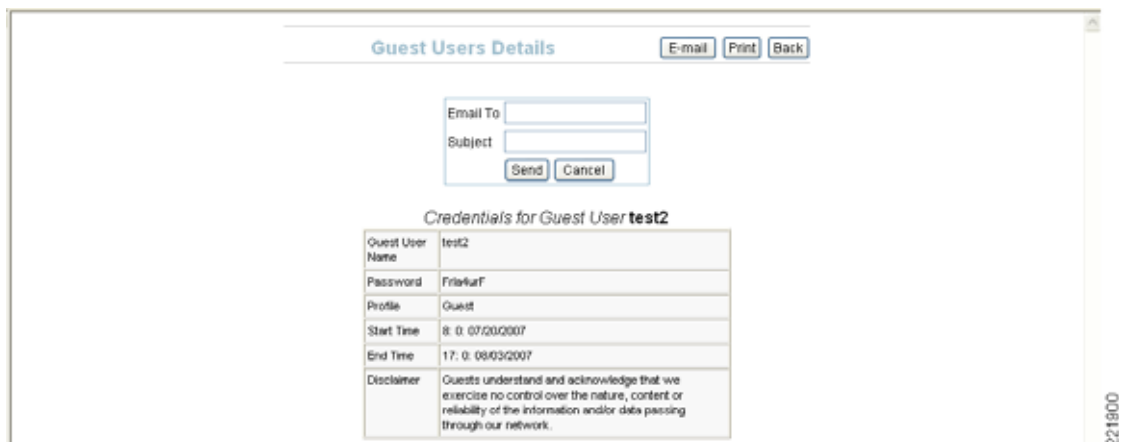 Guest Users Details E-mail Print Back
Email To
Subject
Send Cancel
Credentials for Guest User test2
Guest User Name test2
Password
Profile Guest
Start Time 8: 0: 07/20/2007
End Time 17: 0: 08/03/2007
Disclaimer Guests understand and acknowledge that we
exercise no control over the nature, content or
reliability of the information and/or data passing
through our network.
221900